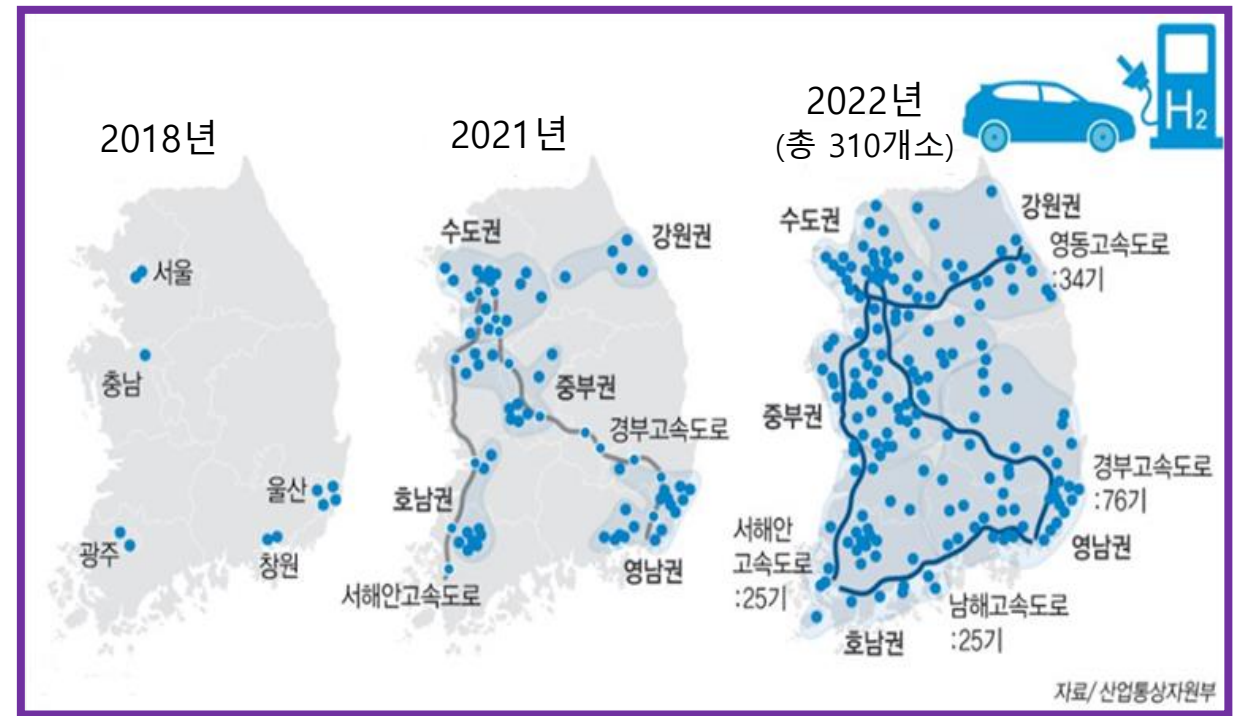 2018년
서울
충남
울산
광주
창원
2021년
수도권
강원권
중부권
경부고속도로
호남권
영남권
서해안고속도로
2022년
(총 310개소)
H2
수도권
강원권
영동고속도로
:34기
중부권
경부고속도로
:76기
서해안
고속도로
:25기
영남권
남해고속도로
:25기
호남권
자료/ 산업통상자원부